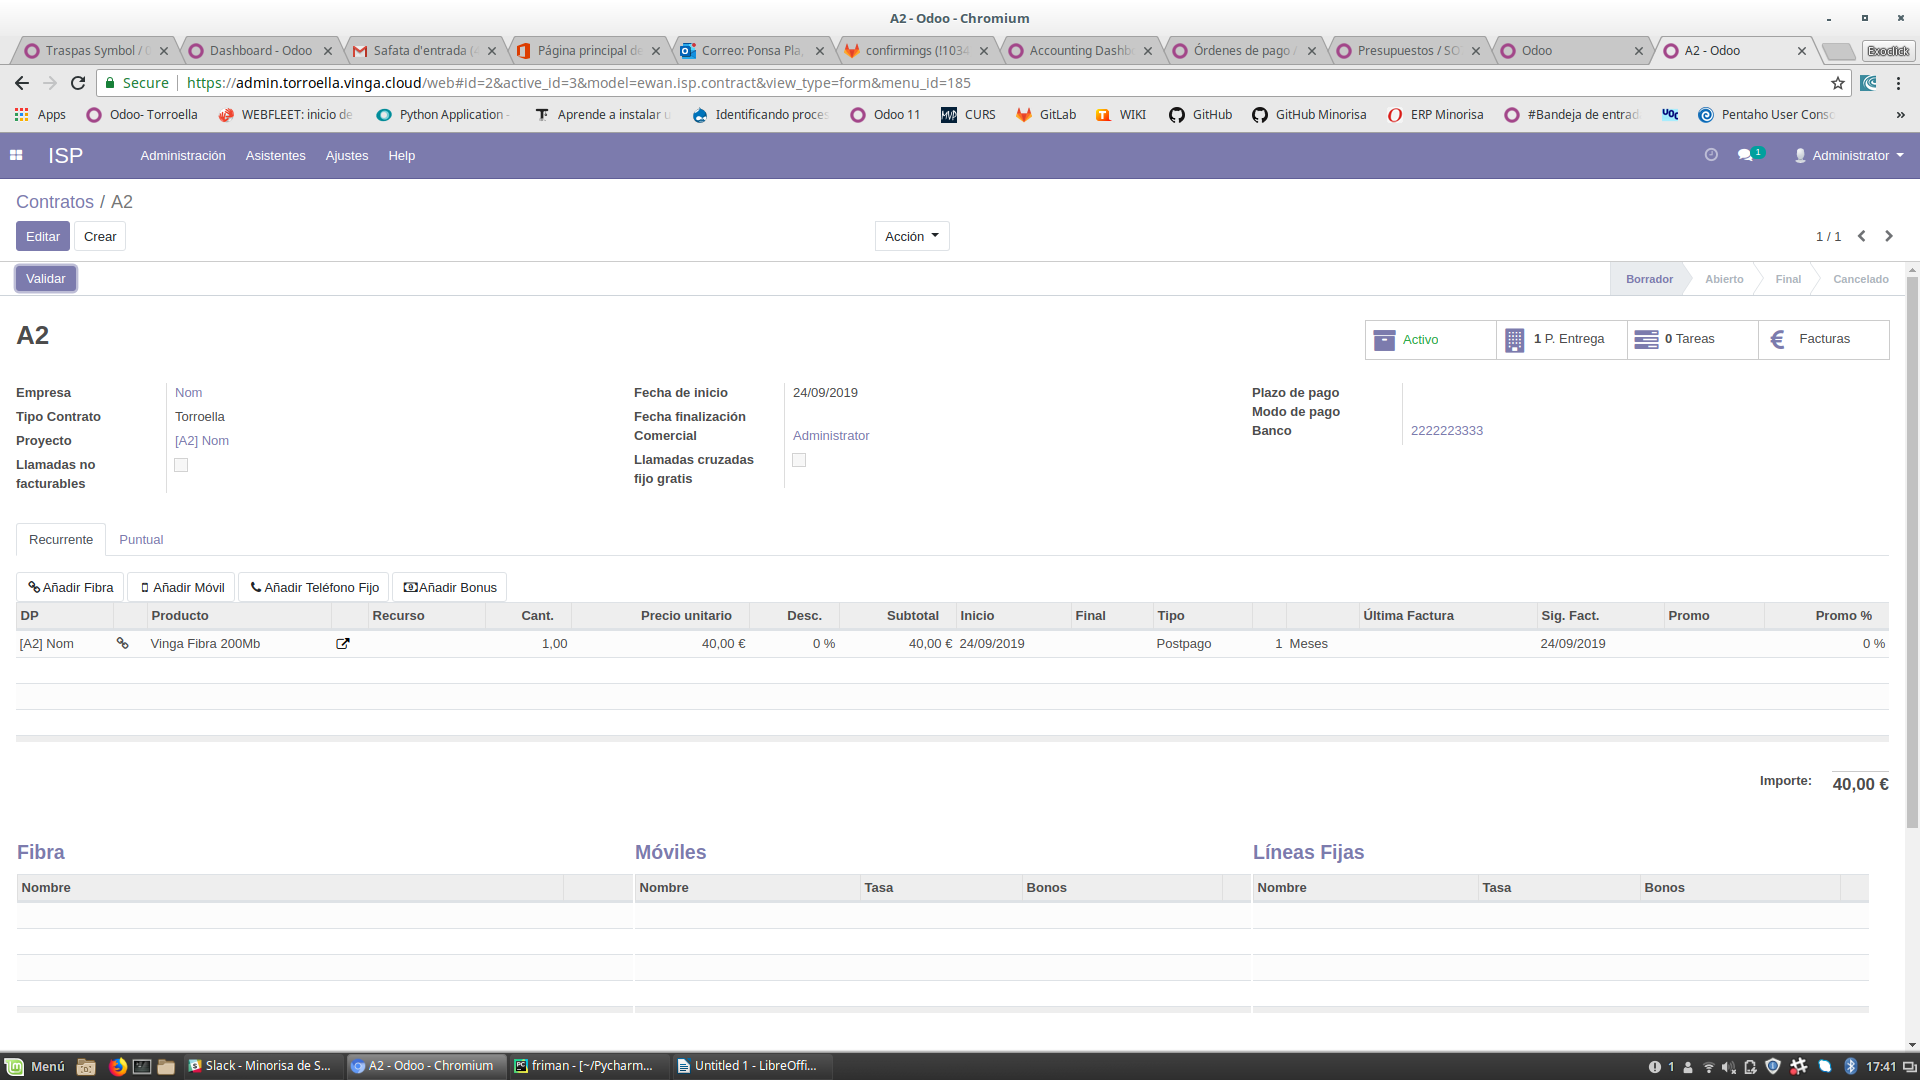 A2 - Odoo - Chromium
Traspas Symbol / 0
Dashboard - Odoo
Safata d'entrada (4
Página principal de
Correo: Ponsa Pla,
confirmings (!1034
Accounting Dashb
Órdenes de pago /
Presupuestos / SO
Odoo
A2 - Odoo
Exoclick
Secure
https://admin.torroella.vinga.cloud/web#id=2&active_id=3&model=ewan.isp.contract&view_type=form&menu_id=185
Apps
Odoo- Torroella
WEBFLEET: inicio de
Python Application -
Aprende a instalar u
Identificando proces
Odoo 11
CURS
GitLab
WIKI
GitHub
GitHub Minorisa
ERP Minorisa
#Bandeja de entrada
UOC
Pentaho User Conso
»
ISP
Administración
Asistentes
Ajustes
Help
1
Administrator
Contratos / A2
Editar
Crear
Acción
1 / 1
Validar
Borrador
Abierto
Final
Cancelado
A2
Activo
1 P. Entrega
0 Tareas
€ Facturas
Empresa Nom
Tipo Contrato Torroella
Proyecto [A2] Nom
Llamadas no
facturables
Fecha de inicio 24/09/2019
Fecha finalización
Comercial Administrator
Llamadas cruzadas
fijo gratis
Plazo de pago
Modo de pago
Banco 2222223333
Recurrente
Puntual
Añadir Fibra
Añadir Móvil
Añadir Teléfono Fijo
Añadir Bonus
DP Producto Recurso Cant. Precio unitario Desc. Subtotal Inicio Final Tipo Última Factura Sig. Fact. Promo Promo %
[A2] Nom Vinga Fibra 200Mb 1,00 40,00 € 0 % 40,00 € 24/09/2019 Postpago 1 Meses 24/09/2019 0 %
Importe: 40,00 €
Fibra
Nombre
Móviles
Nombre Tasa Bonos
Líneas Fijas
Nombre Tasa Bonos
Menú
Slack - Minorisa de S...
A2 - Odoo - Chromium
friman - [~/Pycharm...
Untitled 1 - LibreOffi...
1
17:41